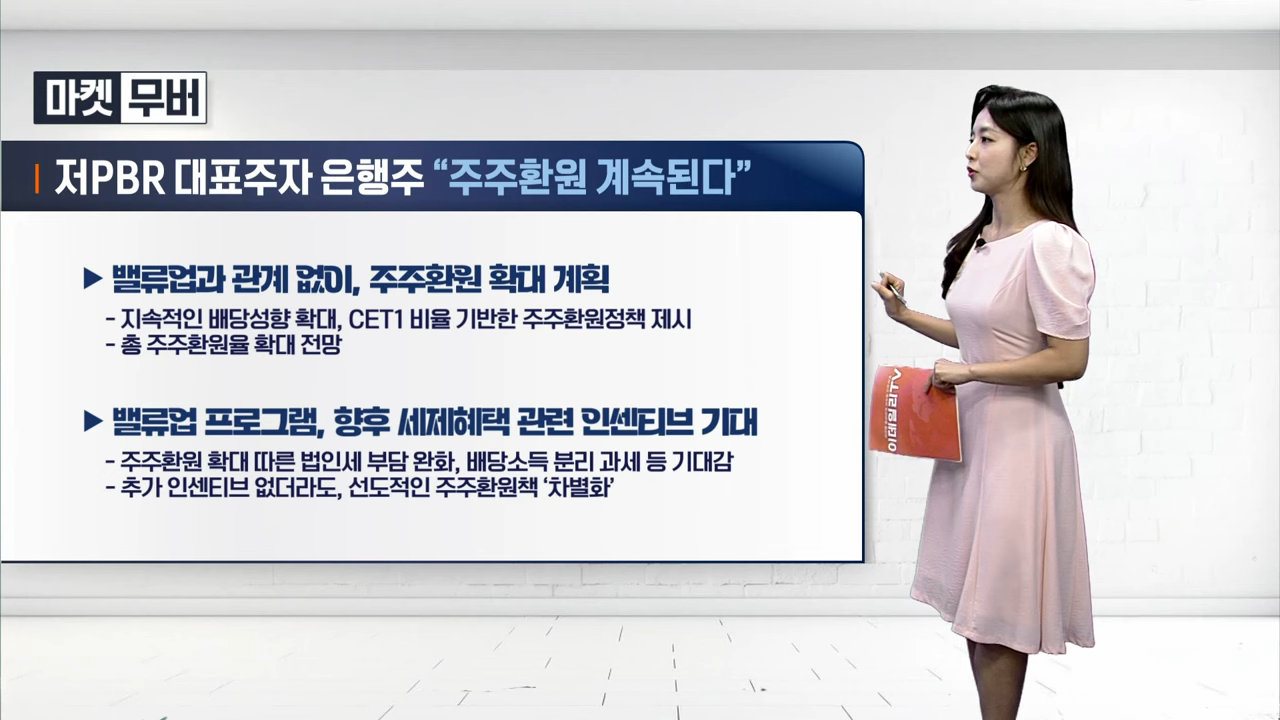 마켓 무버
저PBR 대표주자 은행주 “주주환원 계속된다”
▶ 밸류업과 관계 없이, 주주환원 확대 계획
- 지속적인 배당성향 확대, CET1 비율 기반한 주주환원정책 제시
- 총 주주환원율 확대 전망
▶ 밸류업 프로그램, 향후 세제혜택 관련 인센티브 기대
- 주주환원 확대 따른 법인세 부담 완화, 배당소득 분리 과세 등 기대감
- 추가 인센티브 없더라도, 선도적인 주주환원책 ‘차별화’
이데일리TV